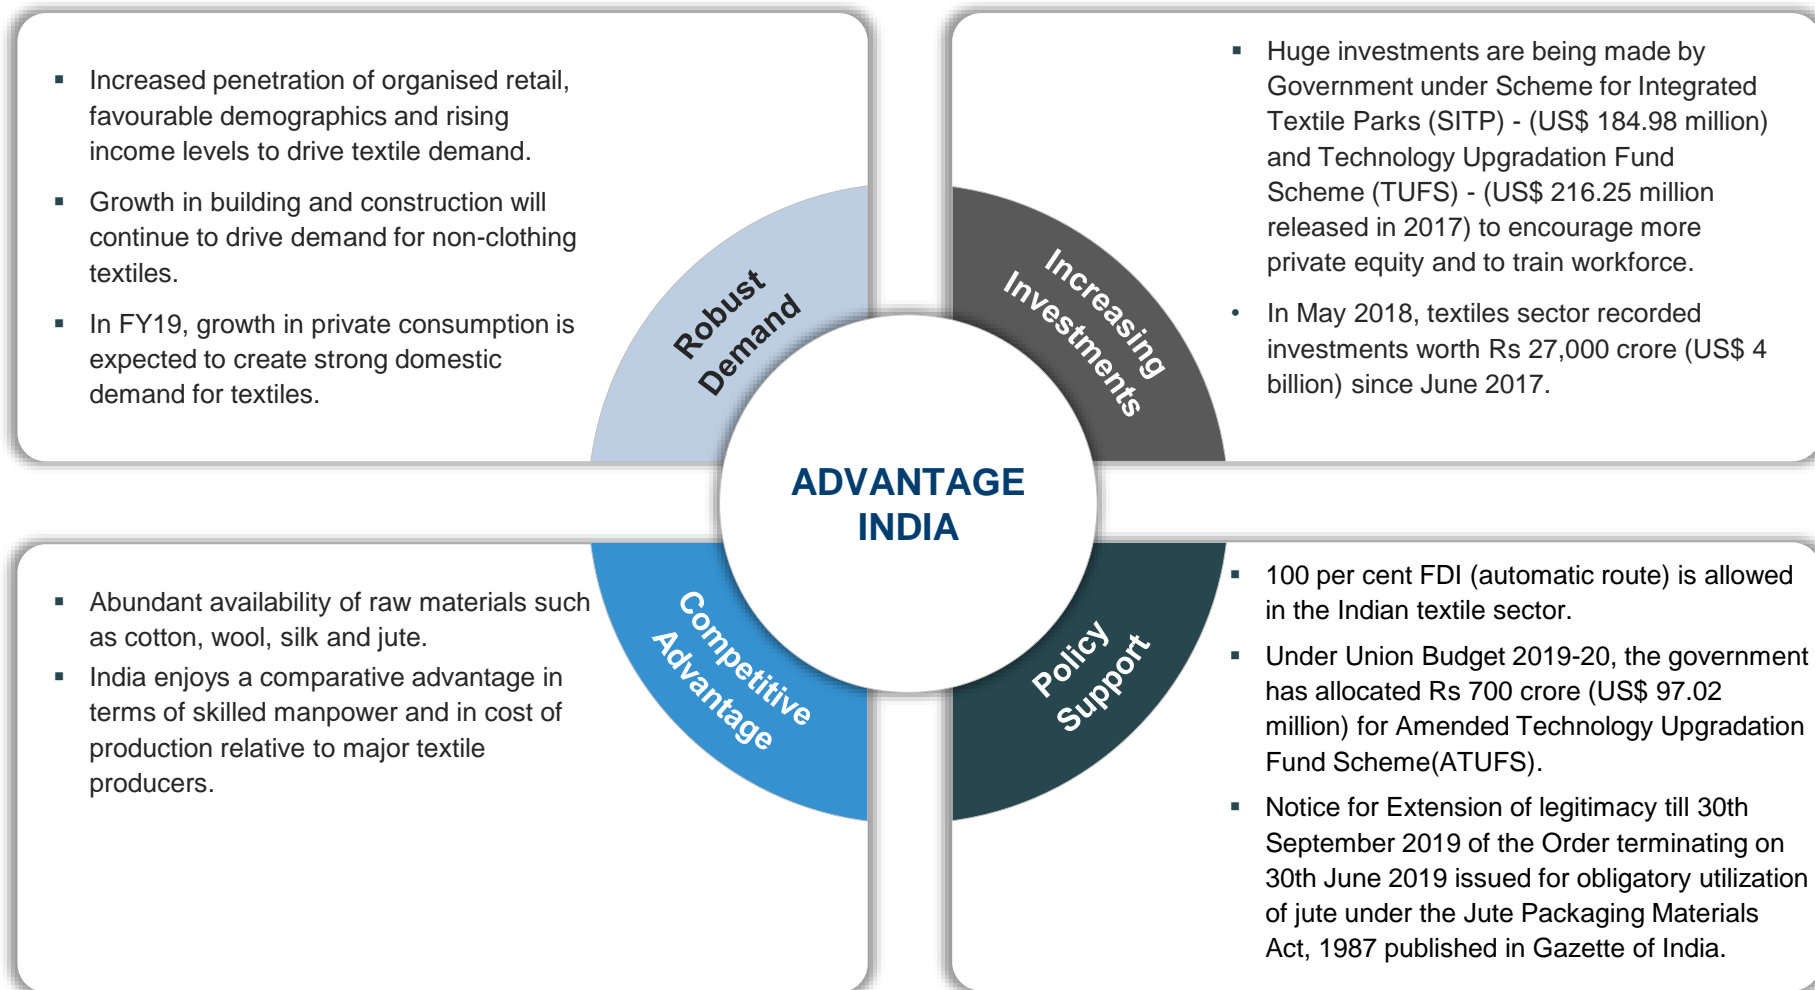 ▪ Increased penetration of organised retail,
favourable demographics and rising
income levels to drive textile demand.
▪ Growth in building and construction will
continue to drive demand for non-clothing
textiles.
▪ In FY19, growth in private consumption is
expected to create strong domestic
demand for textiles.
Robust
Demand
▪ Huge investments are being made by
Government under Scheme for Integrated
Textile Parks (SITP) - (US$ 184.98 million)
and Technology Upgradation Fund
Scheme (TUFS) - (US$ 216.25 million
released in 2017) to encourage more
private equity and to train workforce.
• In May 2018, textiles sector recorded
investments worth Rs 27,000 crore (US$ 4
billion) since June 2017.
Increasing
Investments
ADVANTAGE
INDIA
▪ Abundant availability of raw materials such
as cotton, wool, silk and jute.
▪ India enjoys a comparative advantage in
terms of skilled manpower and in cost of
production relative to major textile
producers.
Competitive
Advantage
Policy
Support
▪ 100 per cent FDI (automatic route) is allowed
in the Indian textile sector.
▪ Under Union Budget 2019-20, the government
has allocated Rs 700 crore (US$ 97.02
million) for Amended Technology Upgradation
Fund Scheme(ATUFS).
▪ Notice for Extension of legitimacy till 30th
September 2019 of the Order terminating on
30th June 2019 issued for obligatory utilization
of jute under the Jute Packaging Materials
Act, 1987 published in Gazette of India.